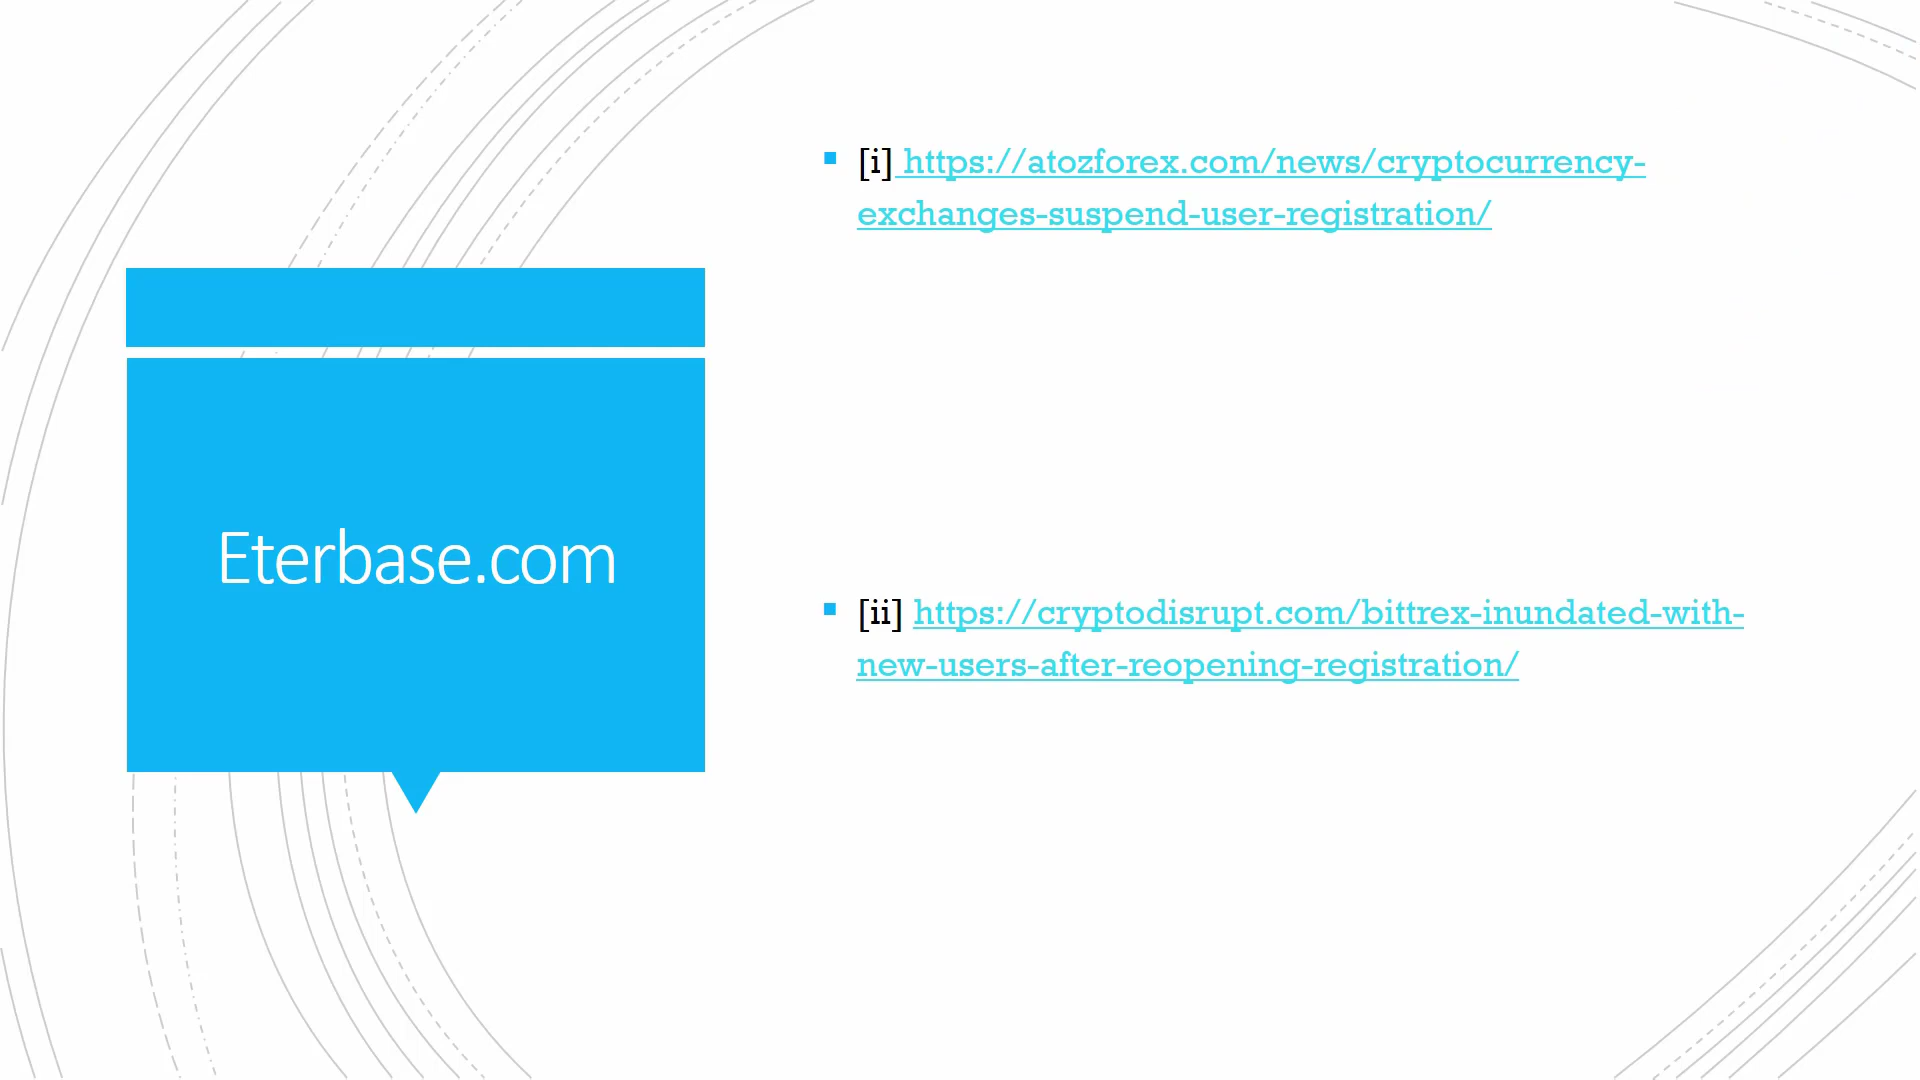 Eterbase.com
[i] https://atozforex.com/news/cryptocurrency-
exchanges-suspend-user-registration/
[ii] https://cryptodisrupt.com/bittrex-inundated-with-
new-users-after-reopening-registration/